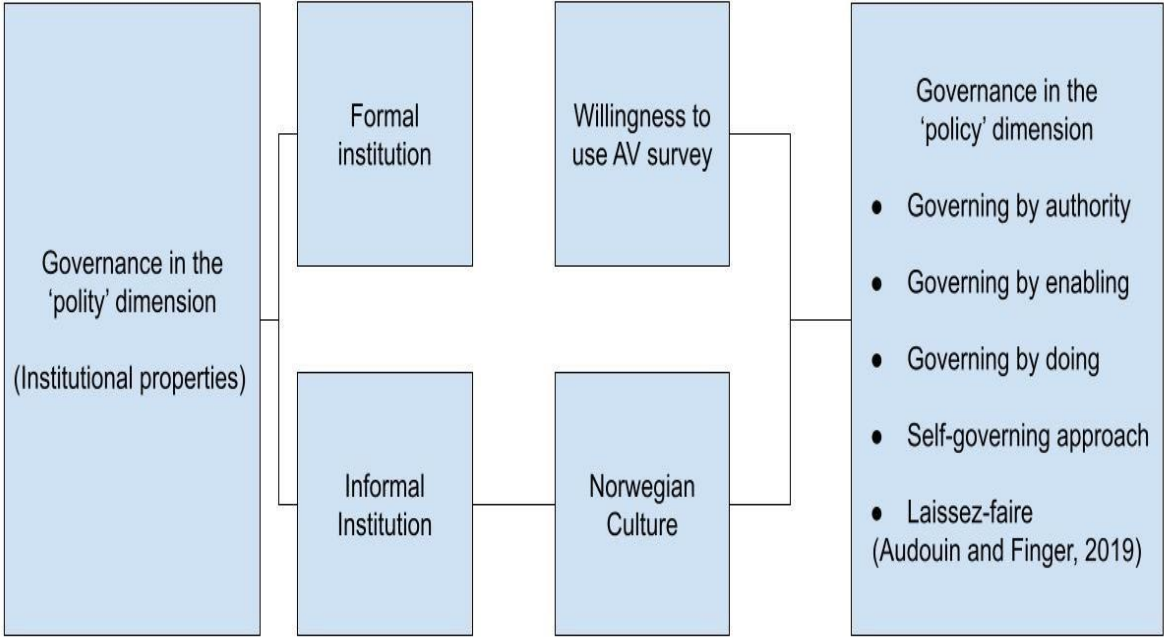 Governance in the
‘polity’ dimension
(Institutional properties)
Formal
institution
Informal
Institution
Willingness to
use AV survey
Norwegian
Culture
Governance in the
‘policy’ dimension
● Governing by authority
● Governing by enabling
● Governing by doing
● Self-governing approach
● Laissez-faire
(Audouin and Finger, 2019)